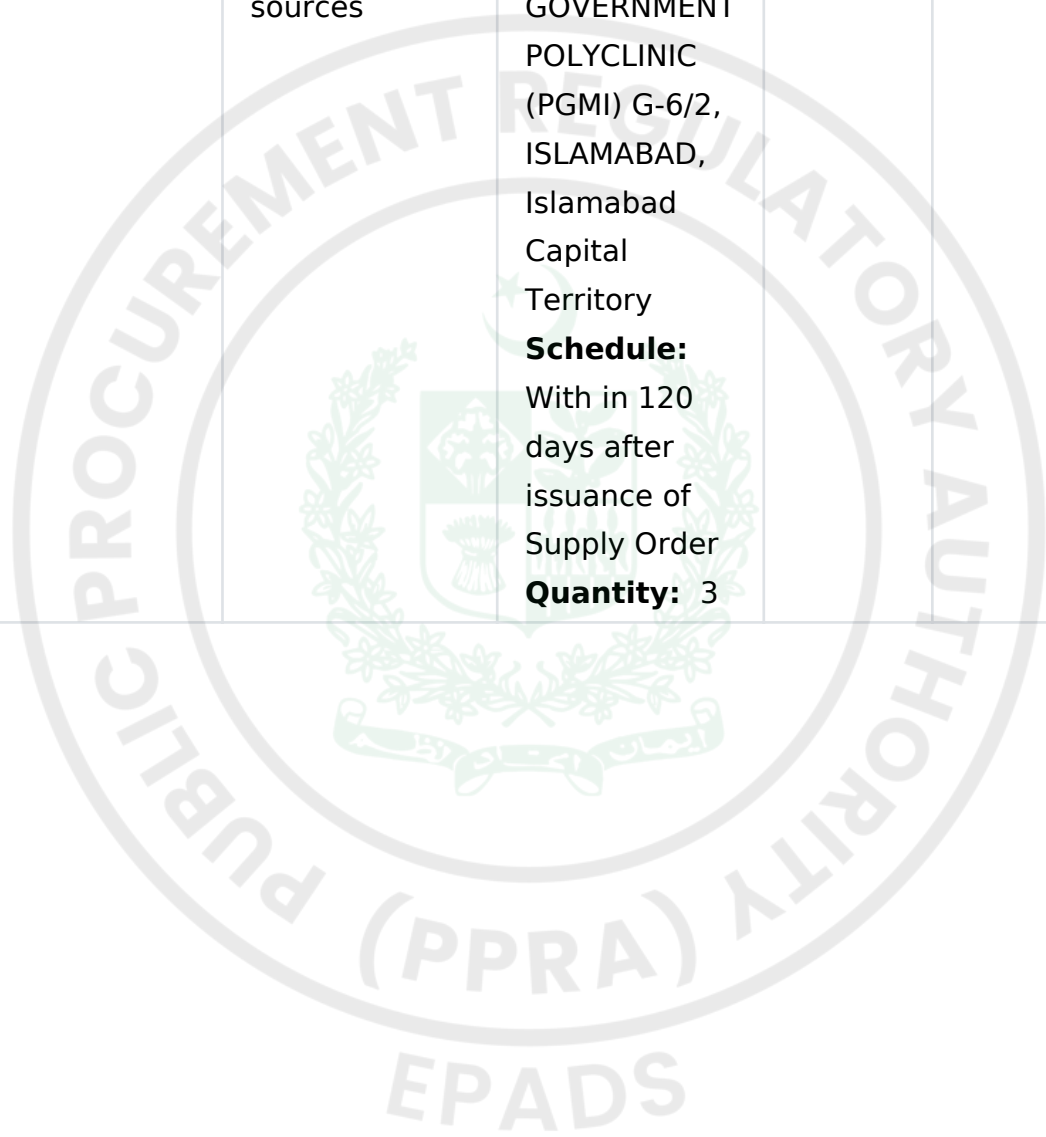 sources
GOVERNMENT
POLYCLINIC
(PGMI) G-6/2,
ISLAMABAD,
Islamabad
Capital
Territory
Schedule:
With in 120
days after
issuance of
Supply Order
Quantity: 3
PUBLIC PROCUREMENT REGULATORY AUTHORITY
(PPRA)
EPADS